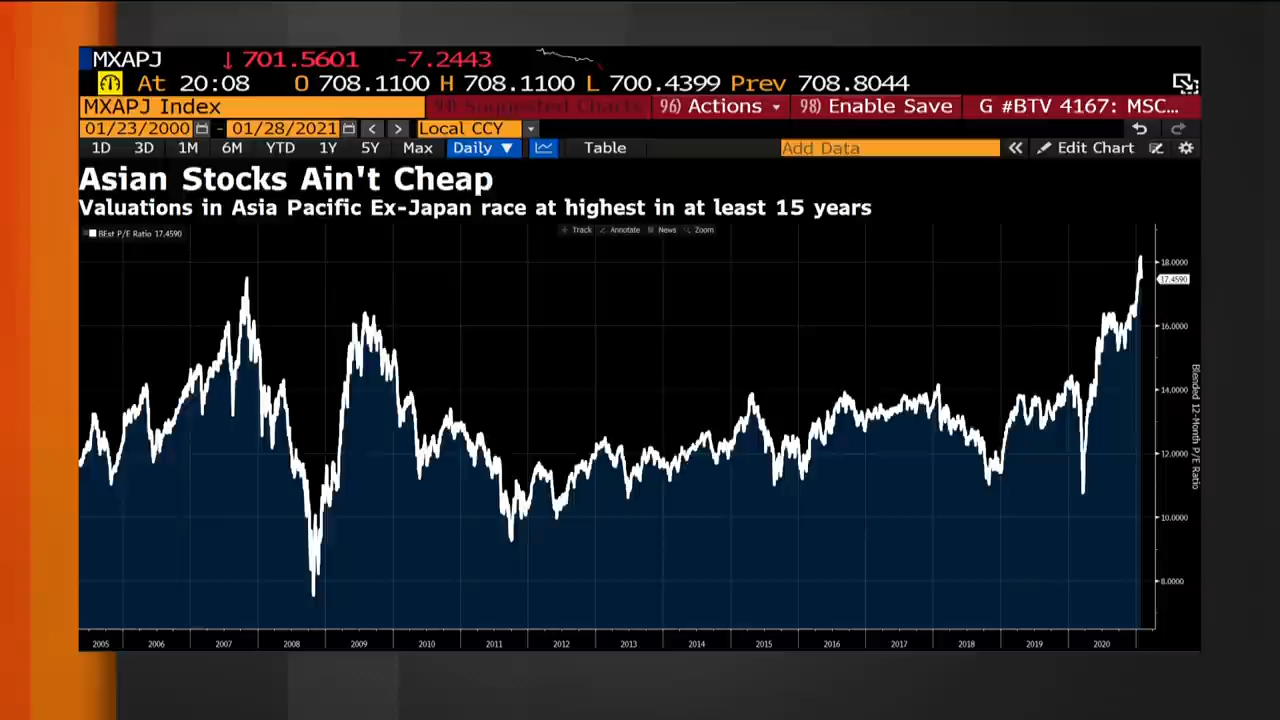 MXAPJ ↓ 701.5601 -7.2443
At 20:08 O 708.1100 H 708.1100 L 700.4399 Prev 708.8044
MXAPJ Index 94) Suggested Charts 96) Actions 98) Enable Save G #BTV 4167: MSC...
01/23/2000 - 01/28/2021 < > Local CCY
1D 3D 1M 6M YTD 1Y 5Y Max Daily ▼ Table Add Data « Edit Chart
Asian Stocks Ain't Cheap
Valuations in Asia Pacific Ex-Japan race at highest in at least 15 years
BEst P/E Ratio 17.4590 Track Annotate News Zoom
18.0000
17.4590
16.0000
14.0000
12.0000
10.0000
8.0000
Blended 12-Month P/E Ratio
2005 2006 2007 2008 2009 2010 2011 2012 2013 2014 2015 2016 2017 2018 2019 2020